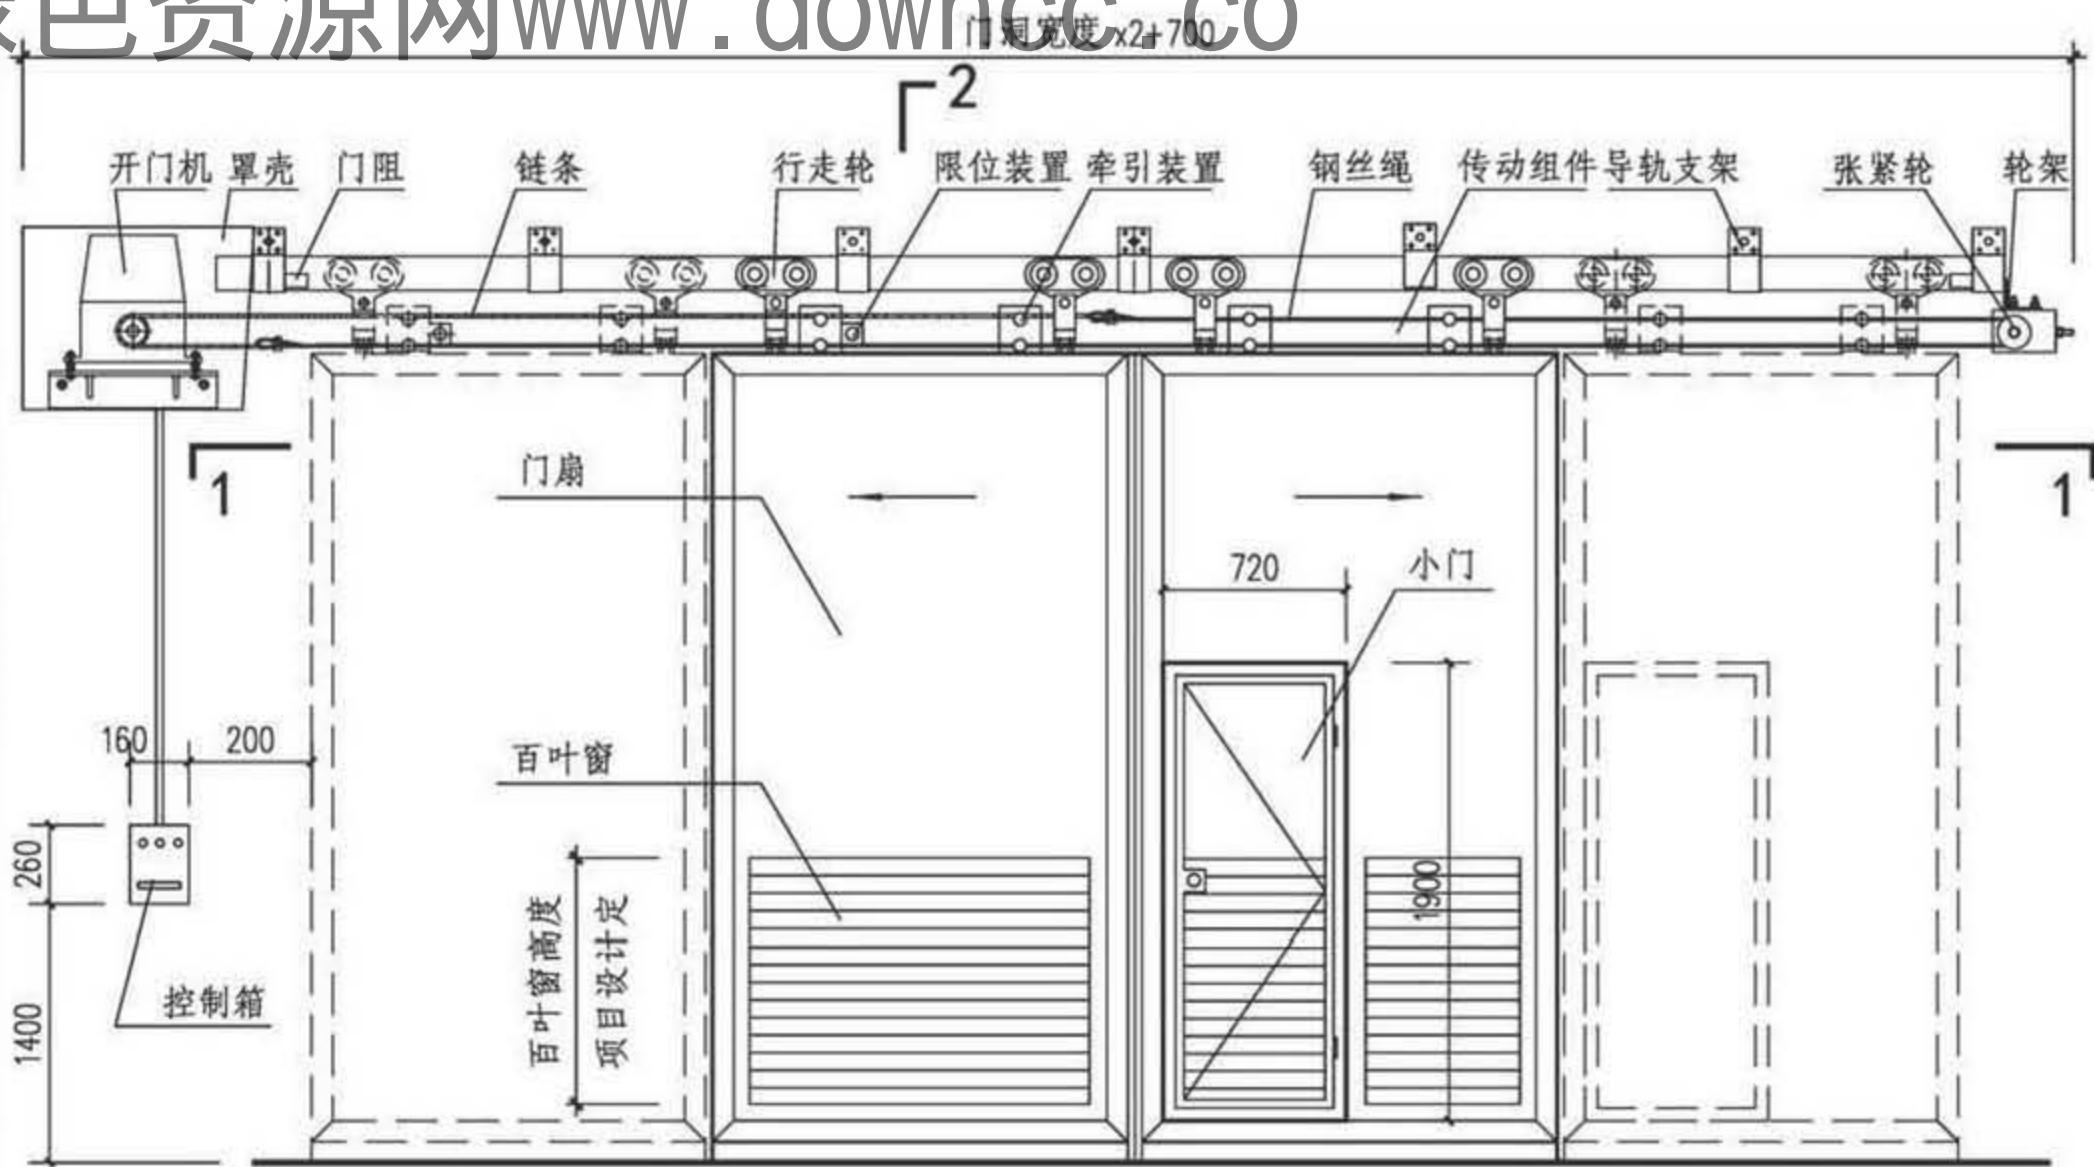 绿色资源网www.downcc.co
门洞宽度 x2+700
2
开门机 罩壳 门阻 链条 行走轮 限位装置 牵引装置 钢丝绳 传动组件 导轨支架 张紧轮 轮架
1
1
门扇
720
小门
160
200
百叶窗
260
1900
百叶窗高度
项目设计定
控制箱
1400